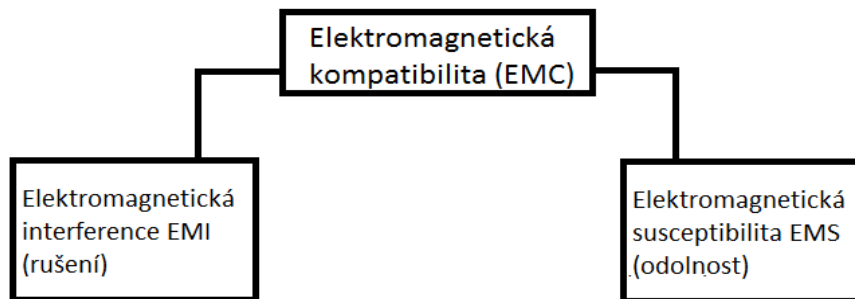 Elektromagnetická
kompatibilita (EMC)
Elektromagnetická
interference EMI
(rušení)
Elektromagnetická
susceptibilita EMS
(odolnost)